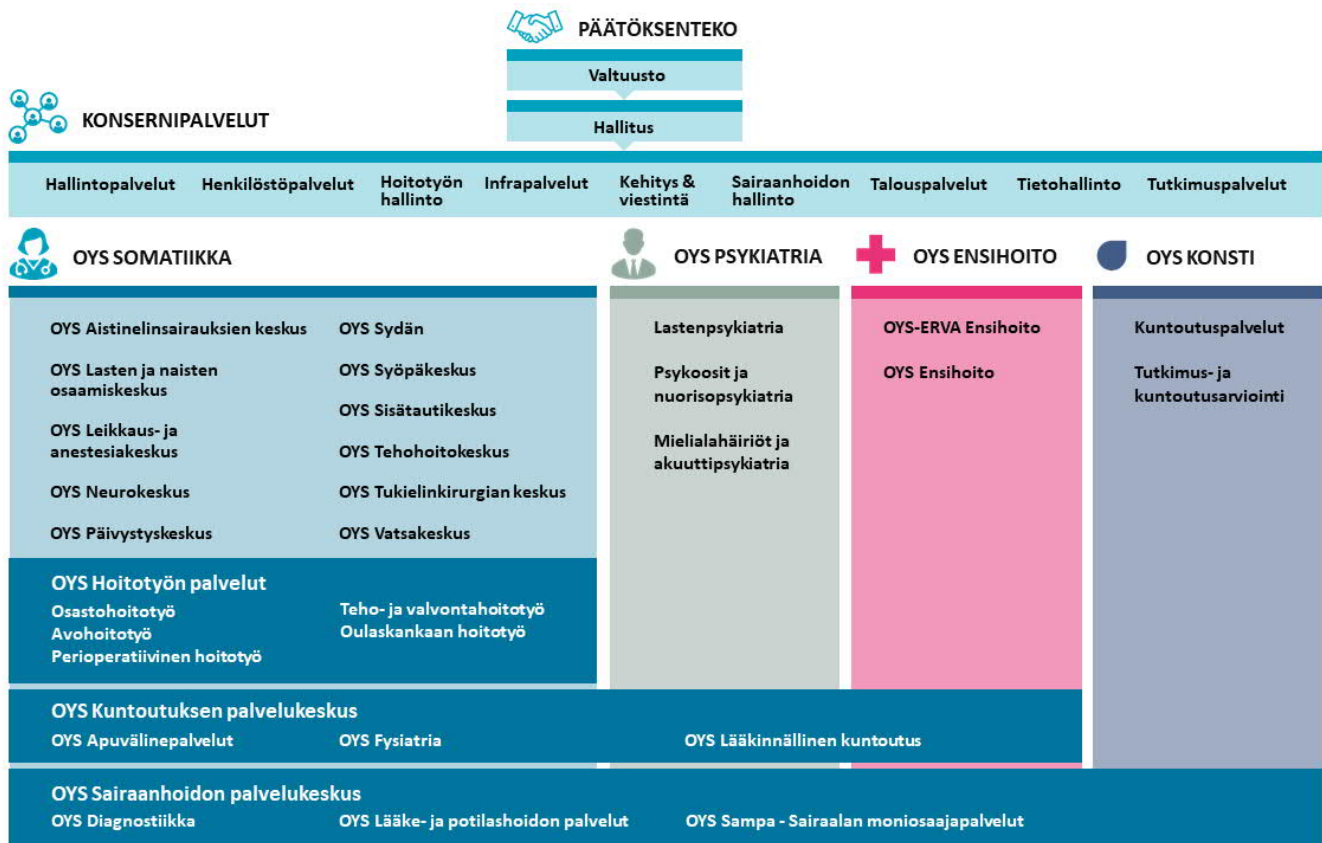 PÄÄTÖKSENTEKO
Valtuusto
Hallitus
KONSERNIPALVELUT
Hallintopalvelut
Henkilöstöpalvelut
Hoitotyön
hallinto
Infrapalvelut
Kehitys &
viestintä
Sairaanhoidon
hallinto
Talouspalvelut
Tietohallinto
Tutkimuspalvelut
OYS SOMATIIKKA
OYS Aistinelinsairauksien keskus
OYS Lasten ja naisten
osaamiskeskus
OYS Leikkaus- ja
anestesiakeskus
OYS Neurokeskus
OYS Päivystyskeskus
OYS Sydän
OYS Syöpäkeskus
OYS Sisätautikeskus
OYS Tehohoitokeskus
OYS Tukielinkirurgian keskus
OYS Vatsakeskus
OYS PSYKIATRIA
Lastenpsykiatria
Psykoosit ja
nuorisopsykiatria
Mielialahäiriöt ja
akuuttipsykiatria
OYS ENSIHOITO
OYS-ERVA Ensihoito
OYS Ensihoito
OYS KONSTI
Kuntoutuspalvelut
Tutkimus- ja
kuntoutusarviointi
OYS Hoitotyön palvelut
Osastohoitotyö
Avohoitotyö
Perioperatiivinen hoitotyö
Teho- ja valvontahoitotyö
Oulaskankaan hoitotyö
OYS Kuntoutuksen palvelukeskus
OYS Apuvälinepalvelut
OYS Fysiatria
OYS Lääkinnällinen kuntoutus
OYS Sairaanhoidon palvelukeskus
OYS Diagnostiikka
OYS Lääke- ja potilashoidon palvelut
OYS Sampa - Sairaalan moniosaajapalvelut